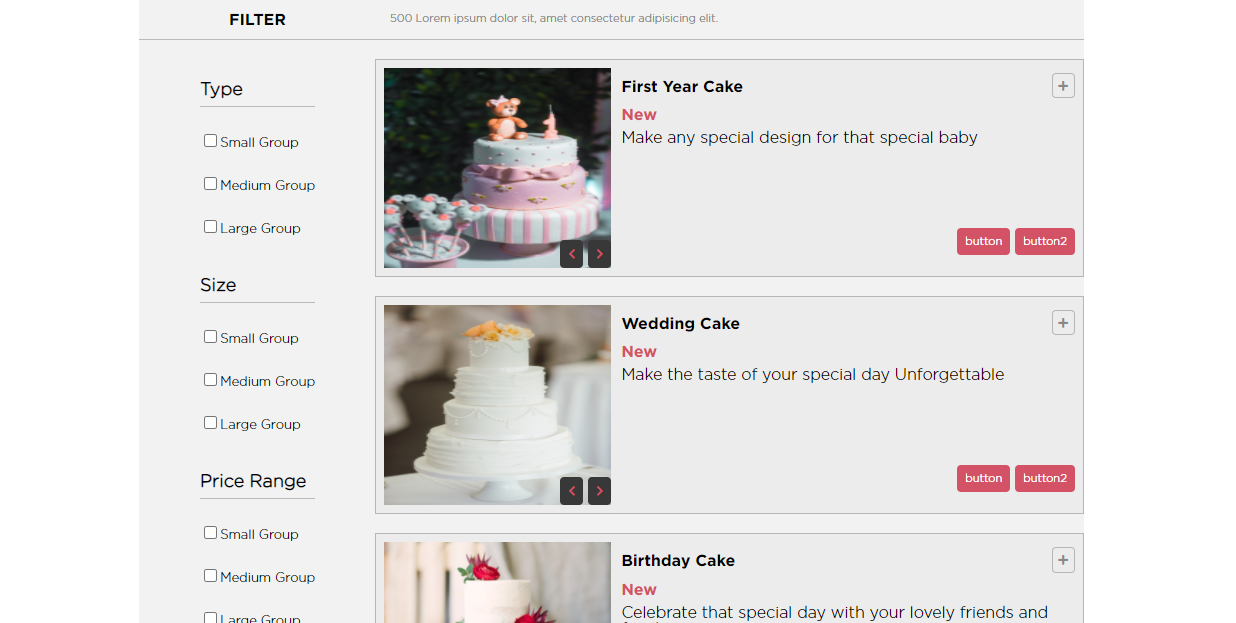 FILTER
500 Lorem ipsum dolor sit, amet consectetur adipisicing elit.
Type
Small Group
Medium Group
Large Group
Size
Small Group
Medium Group
Large Group
Price Range
Small Group
Medium Group
Large Group
First Year Cake
+
New
Make any special design for that special baby
< >
button button2
Wedding Cake
+
New
Make the taste of your special day Unforgettable
< >
button button2
Birthday Cake
+
New
Celebrate that special day with your lovely friends and